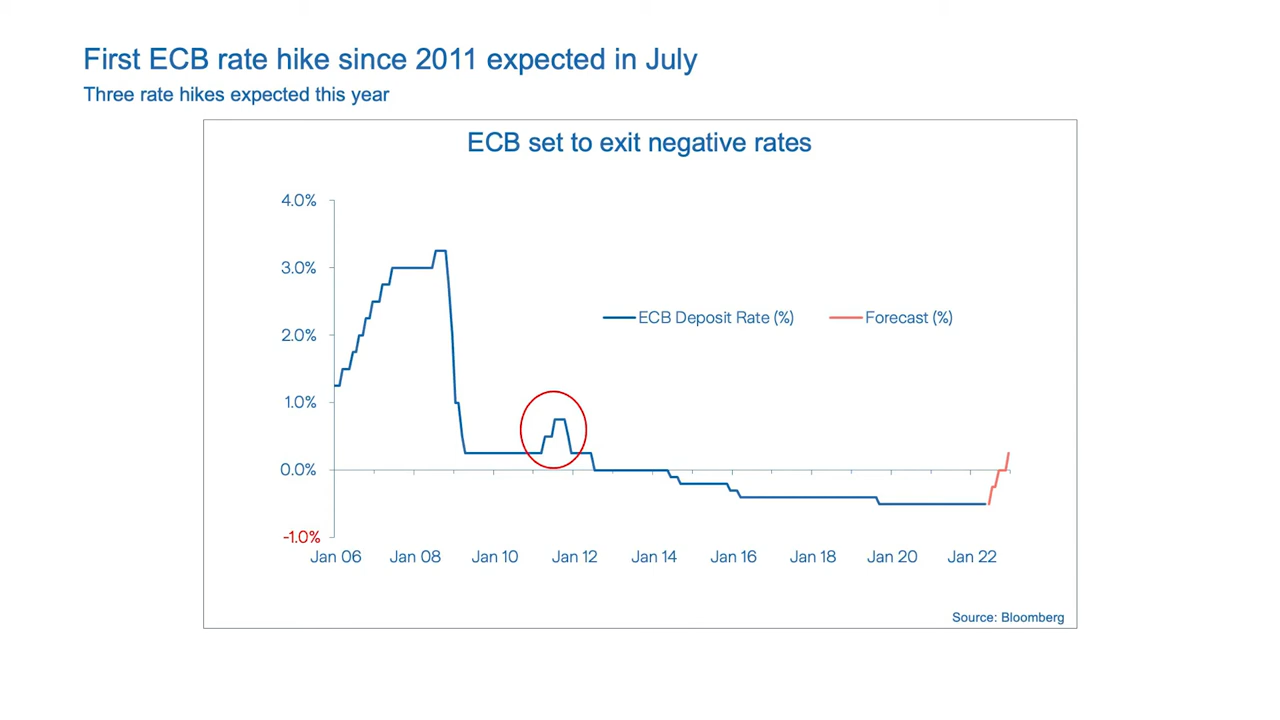 First ECB rate hike since 2011 expected in July
Three rate hikes expected this year
ECB set to exit negative rates
4.0%
3.0%
2.0%
1.0%
0.0%
-1.0%
ECB Deposit Rate (%)
Forecast (%)
Jan 06
Jan 08
Jan 10
Jan 12
Jan 14
Jan 16
Jan 18
Jan 20
Jan 22
Source: Bloomberg